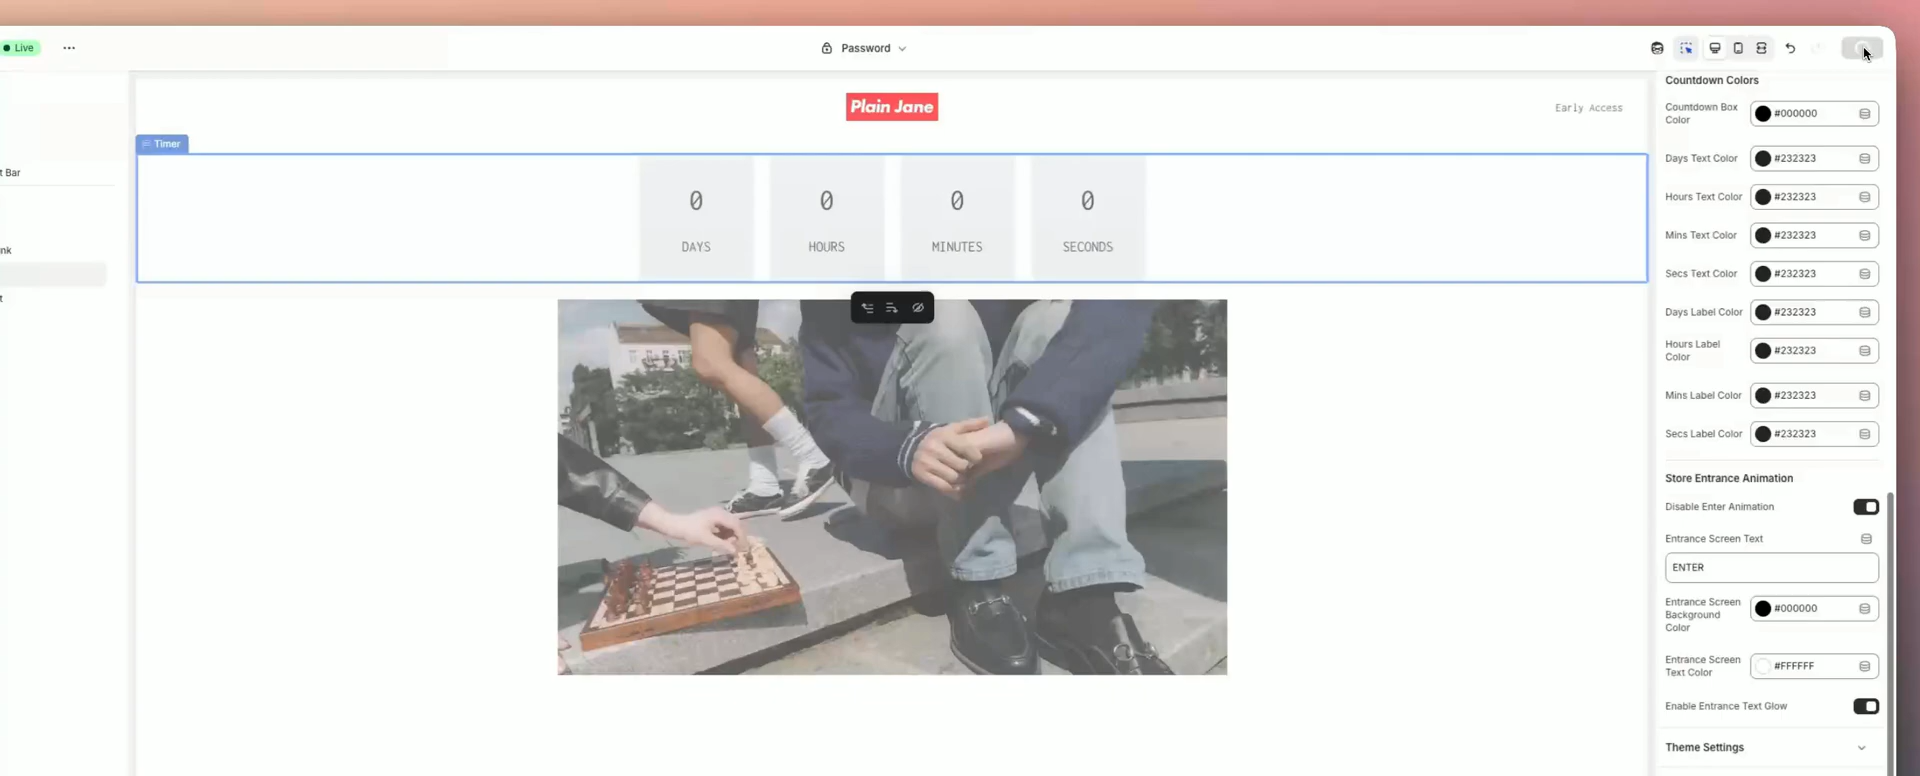 Live
Password
Plain Jane
Early Access
t Bar
nk
t
Timer
0 0 0 0
DAYS HOURS MINUTES SECONDS
Countdown Colors
Countdown Box
Color
#000000
Days Text Color #232323
Hours Text Color #232323
Mins Text Color #232323
Secs Text Color #232323
Days Label Color #232323
Hours Label
Color
#232323
Mins Label Color #232323
Secs Label Color #232323
Store Entrance Animation
Disable Enter Animation
Entrance Screen Text
ENTER
Entrance Screen
Background
Color
#000000
Entrance Screen
Text Color
#FFFFFF
Enable Entrance Text Glow
Theme Settings